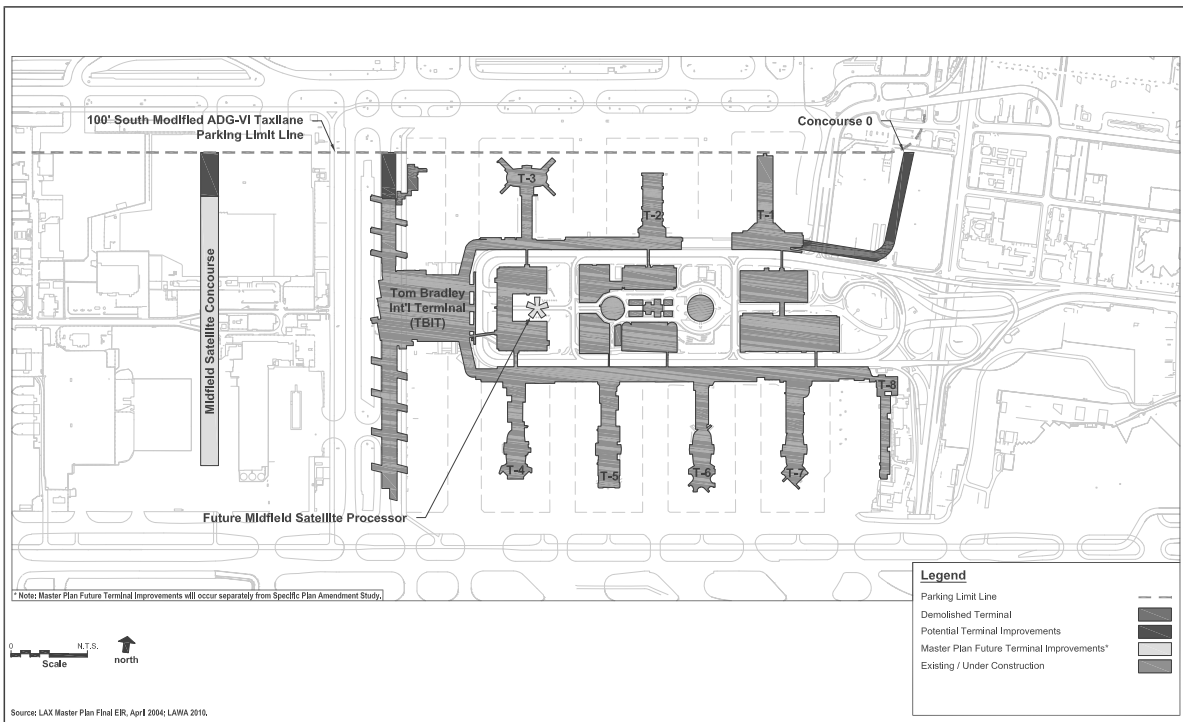 100' South Modified ADG-VI Taxilane
Parking Limit Line
Concourse 0
T-3
T-2
T-1
Midfield Satellite Concourse
Tom Bradley
Int'l Terminal
(TBIT)
T-8
T-4
T-5
T-6
T-7
Future Midfield Satellite Processor
* Note: Master Plan Future Terminal Improvements will occur separately from Specific Plan Amendment Study.
Legend
Parking Limit Line
Demolished Terminal
Potential Terminal Improvements
Master Plan Future Terminal Improvements*
Existing / Under Construction
0 N.T.S.
Scale
north
Source: LAX Master Plan Final EIR, April 2004; LAWA 2010.